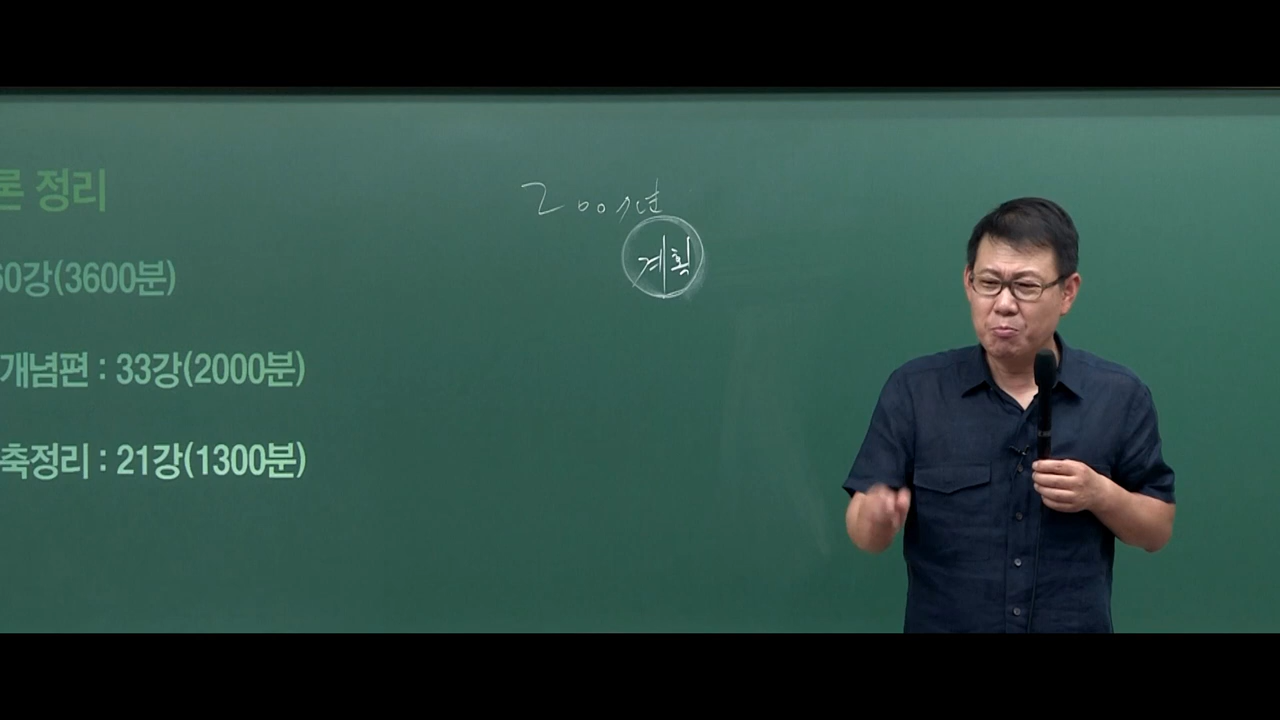 론 정리
60강(3600분)
개념편 : 33강(2000분)
축정리 : 21강(1300분)
계획